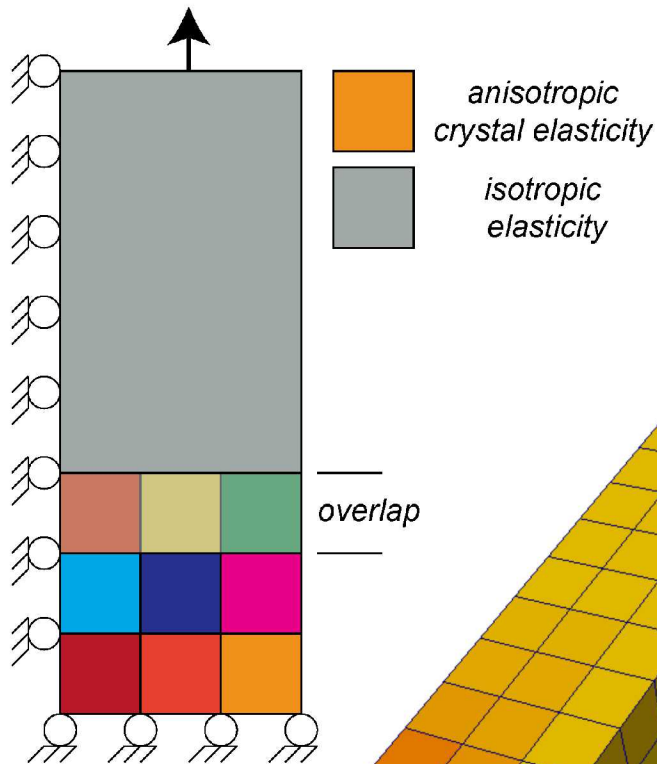 anisotropic
crystal elasticity
isotropic
elasticity
overlap